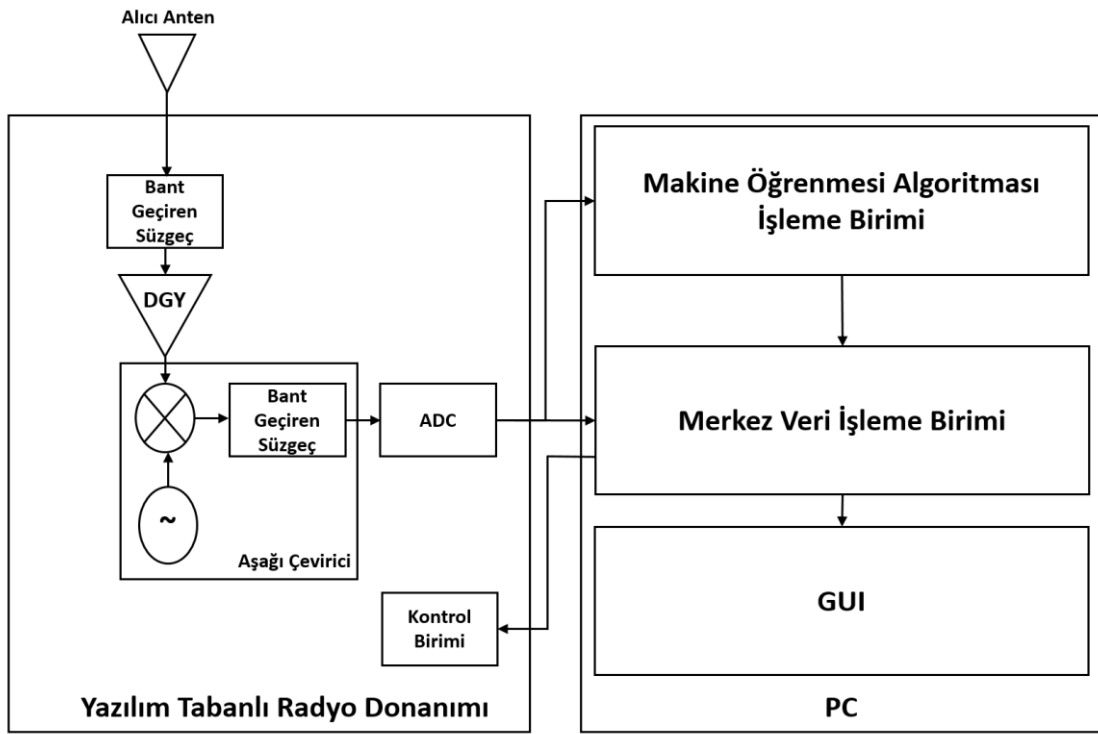 Alıcı Anten
Bant
Geçiren
Süzgeç
DGY
~
Bant
Geçiren
Süzgeç
Aşağı Çevirici
ADC
Kontrol
Birimi
Yazılım Tabanlı Radyo Donanımı
Makine Öğrenmesi Algoritması
İşleme Birimi
Merkez Veri İşleme Birimi
GUI
PC